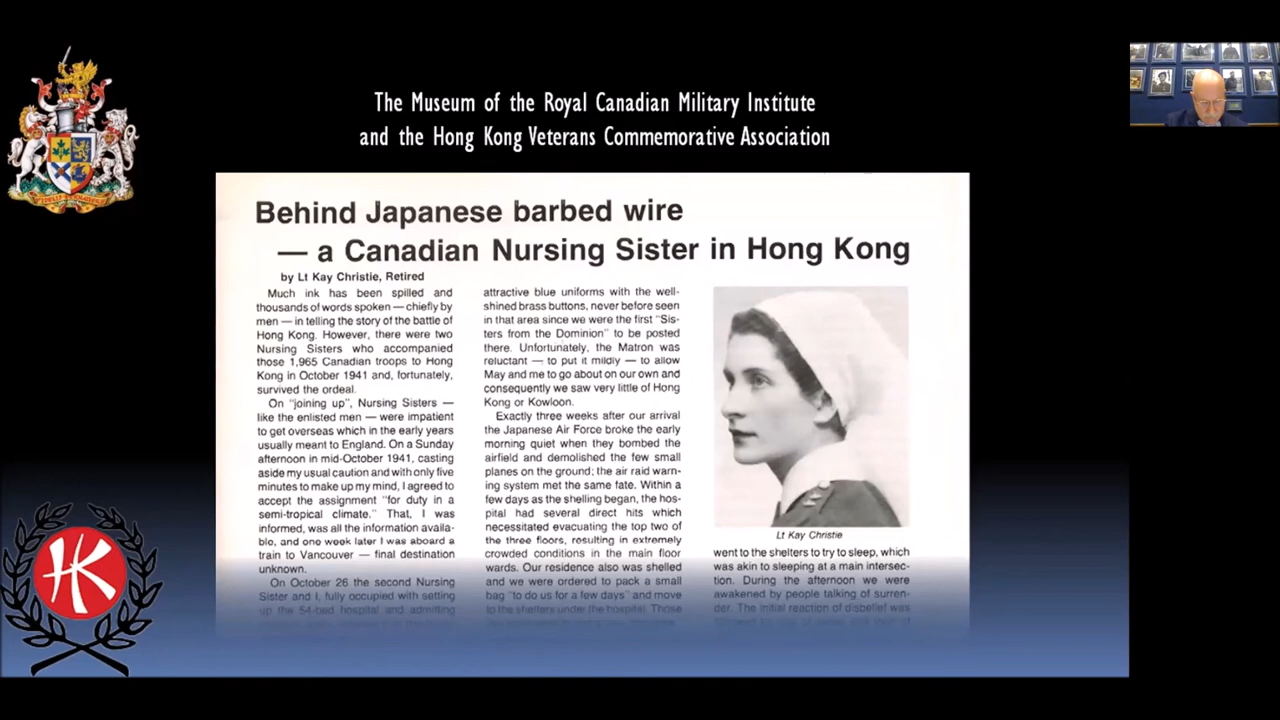 The Museum of the Royal Canadian Military Institute
and the Hong Kong Veterans Commemorative Association
Behind Japanese barbed wire
— a Canadian Nursing Sister in Hong Kong
by Lt Kay Christie, Retired
Much ink has been spilled and
thousands of words spoken — chiefly by
men — in telling the story of the battle of
Hong Kong. However, there were two
Nursing Sisters who accompanied
those 1,965 Canadian troops to Hong
Kong in October 1941 and, fortunately,
survived the ordeal.
On "joining up", Nursing Sisters —
like the enlisted men — were impatient
to get overseas which in the early years
usually meant to England. On a Sunday
afternoon in mid-October 1941, casting
aside my usual caution and with only five
minutes to make up my mind, I agreed to
accept the assignment "for duty in a
semi-tropical climate." That, I was
informed, was all the information availa-
ble, and one week later I was aboard a
train to Vancouver — final destination
unknown.
On October 26 the second Nursing
Sister and I, fully occupied with setting
up the 54-bed hospital and admitting
attractive blue uniforms with the well-
shined brass buttons, never before seen
in that area since we were the first "Sis-
ters from the Dominion" to be posted
there. Unfortunately, the Matron was
reluctant — to put it mildly — to allow
May and me to go about on our own and
consequently we saw very little of Hong
Kong or Kowloon.
Exactly three weeks after our arrival
the Japanese Air Force broke the early
morning quiet when they bombed the
airfield and demolished the few small
planes on the ground; the air raid warn-
ing system met the same fate. Within a
few days as the shelling began, the hos-
pital had several direct hits which
necessitated evacuating the top two of
the three floors, resulting in extremely
crowded conditions in the main floor
wards. Our residence also was shelled
and we were ordered to pack a small
bag "to do us for a few days" and move
to the shelters under the hospital. Those
Lt Kay Christie
went to the shelters to try to sleep, which
was akin to sleeping at a main intersec-
tion. During the afternoon we were
awakened by people talking of surren-
der. The initial reaction of disbelief was
HK